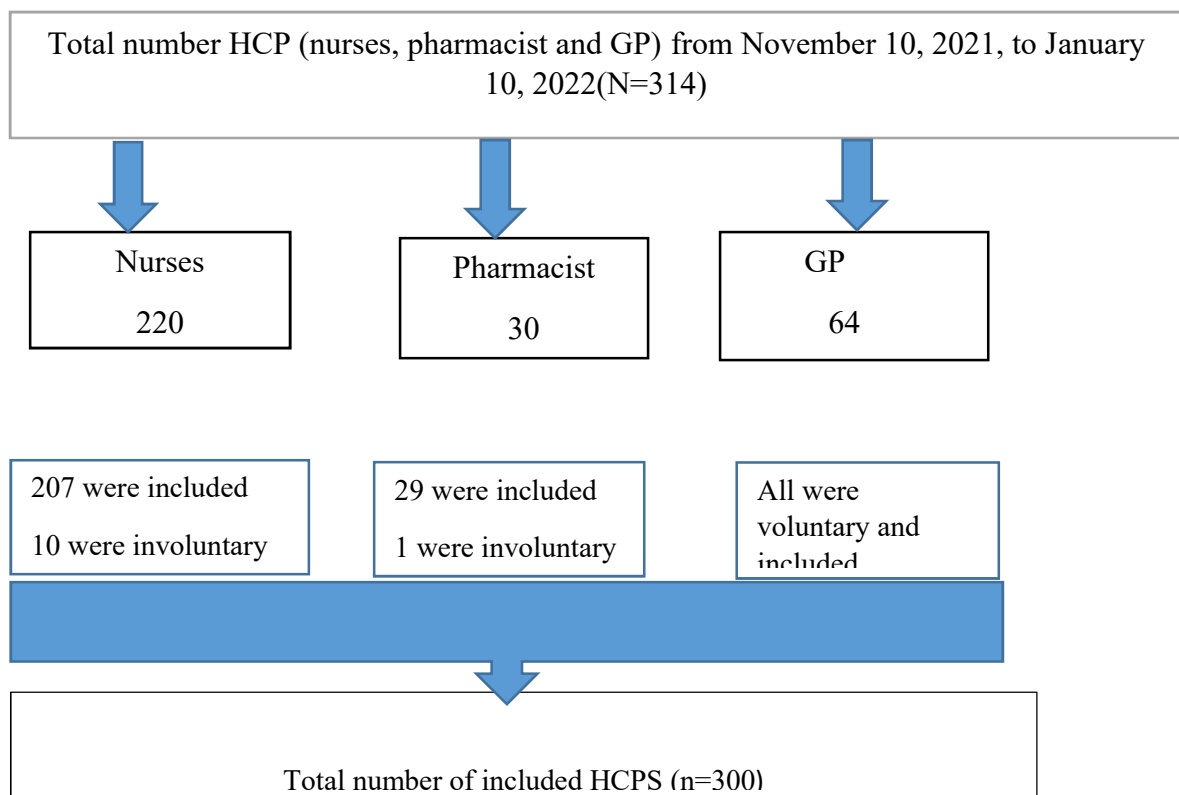 Total number HCP (nurses, pharmacist and GP) from November 10, 2021, to January
10, 2022(N=314)
Nurses
220
Pharmacist
30
GP
64
207 were included
10 were involuntary
29 were included
1 were involuntary
All were
voluntary and
included
Total number of included HCPS (n=300)